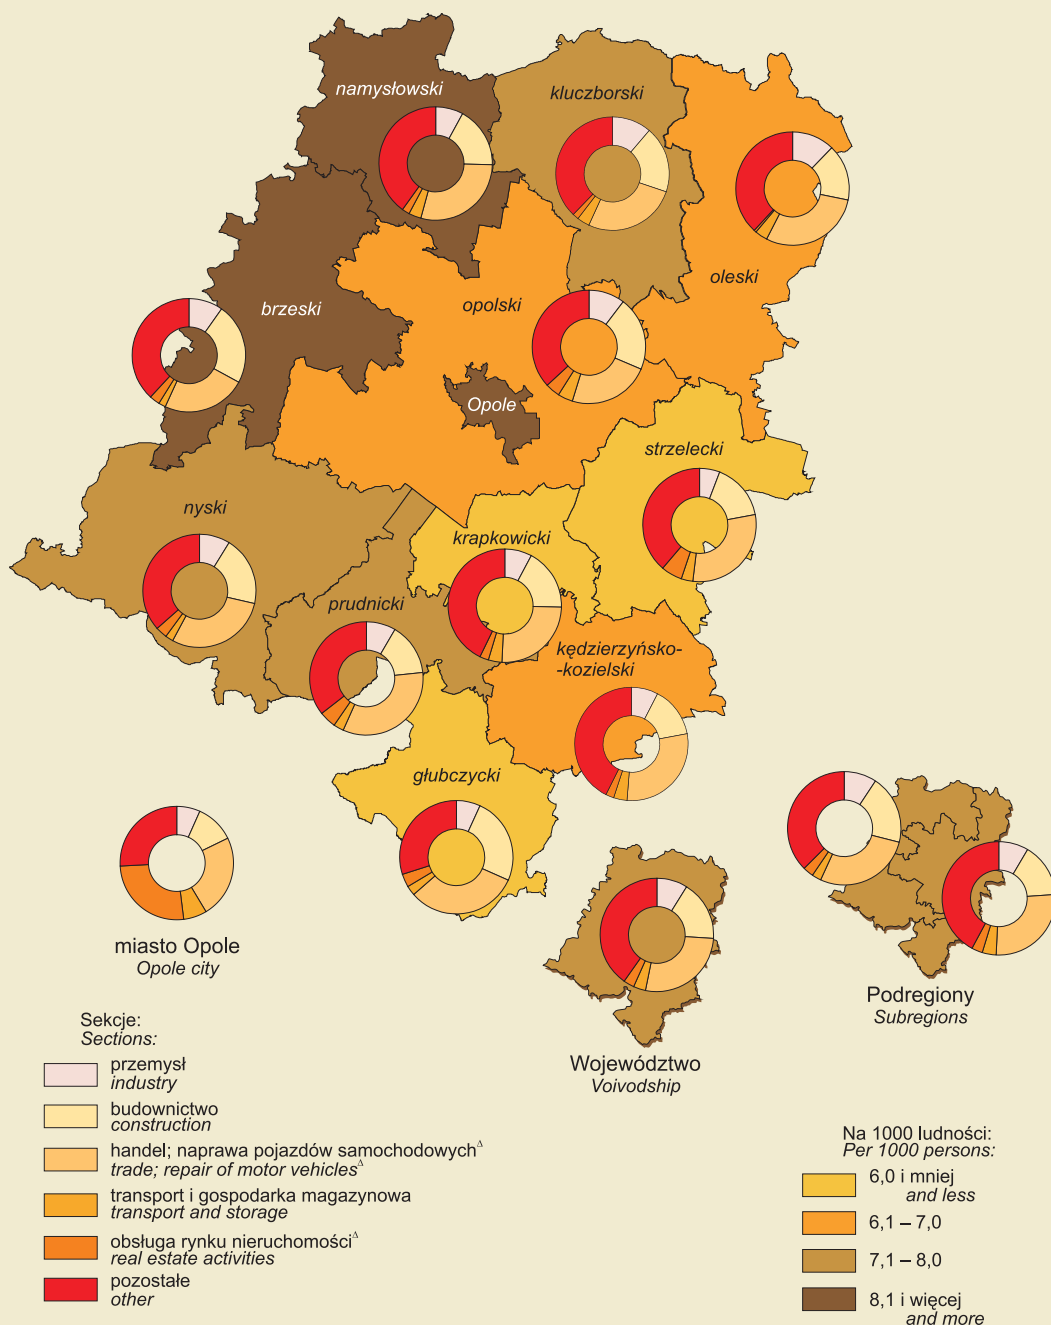 namysłowski
kluczborski
oleski
brzeski
opolski
Opole
strzelecki
nyski
krapkowicki
prudnicki
kędzierzyńsko-
-kozielski
głubczycki
miasto Opole
Opole city
Województwo
Voivodship
Podregiony
Subregions
Sekcje:
Sections:
przemysł
industry
budownictwo
construction
handel; naprawa pojazdów samochodowych∆
trade; repair of motor vehicles∆
transport i gospodarka magazynowa
transport and storage
obsługa rynku nieruchomości∆
real estate activities
pozostałe
other
Na 1000 ludności:
Per 1000 persons:
6,0 i mniej
and less
6,1 – 7,0
7,1 – 8,0
8,1 i więcej
and more